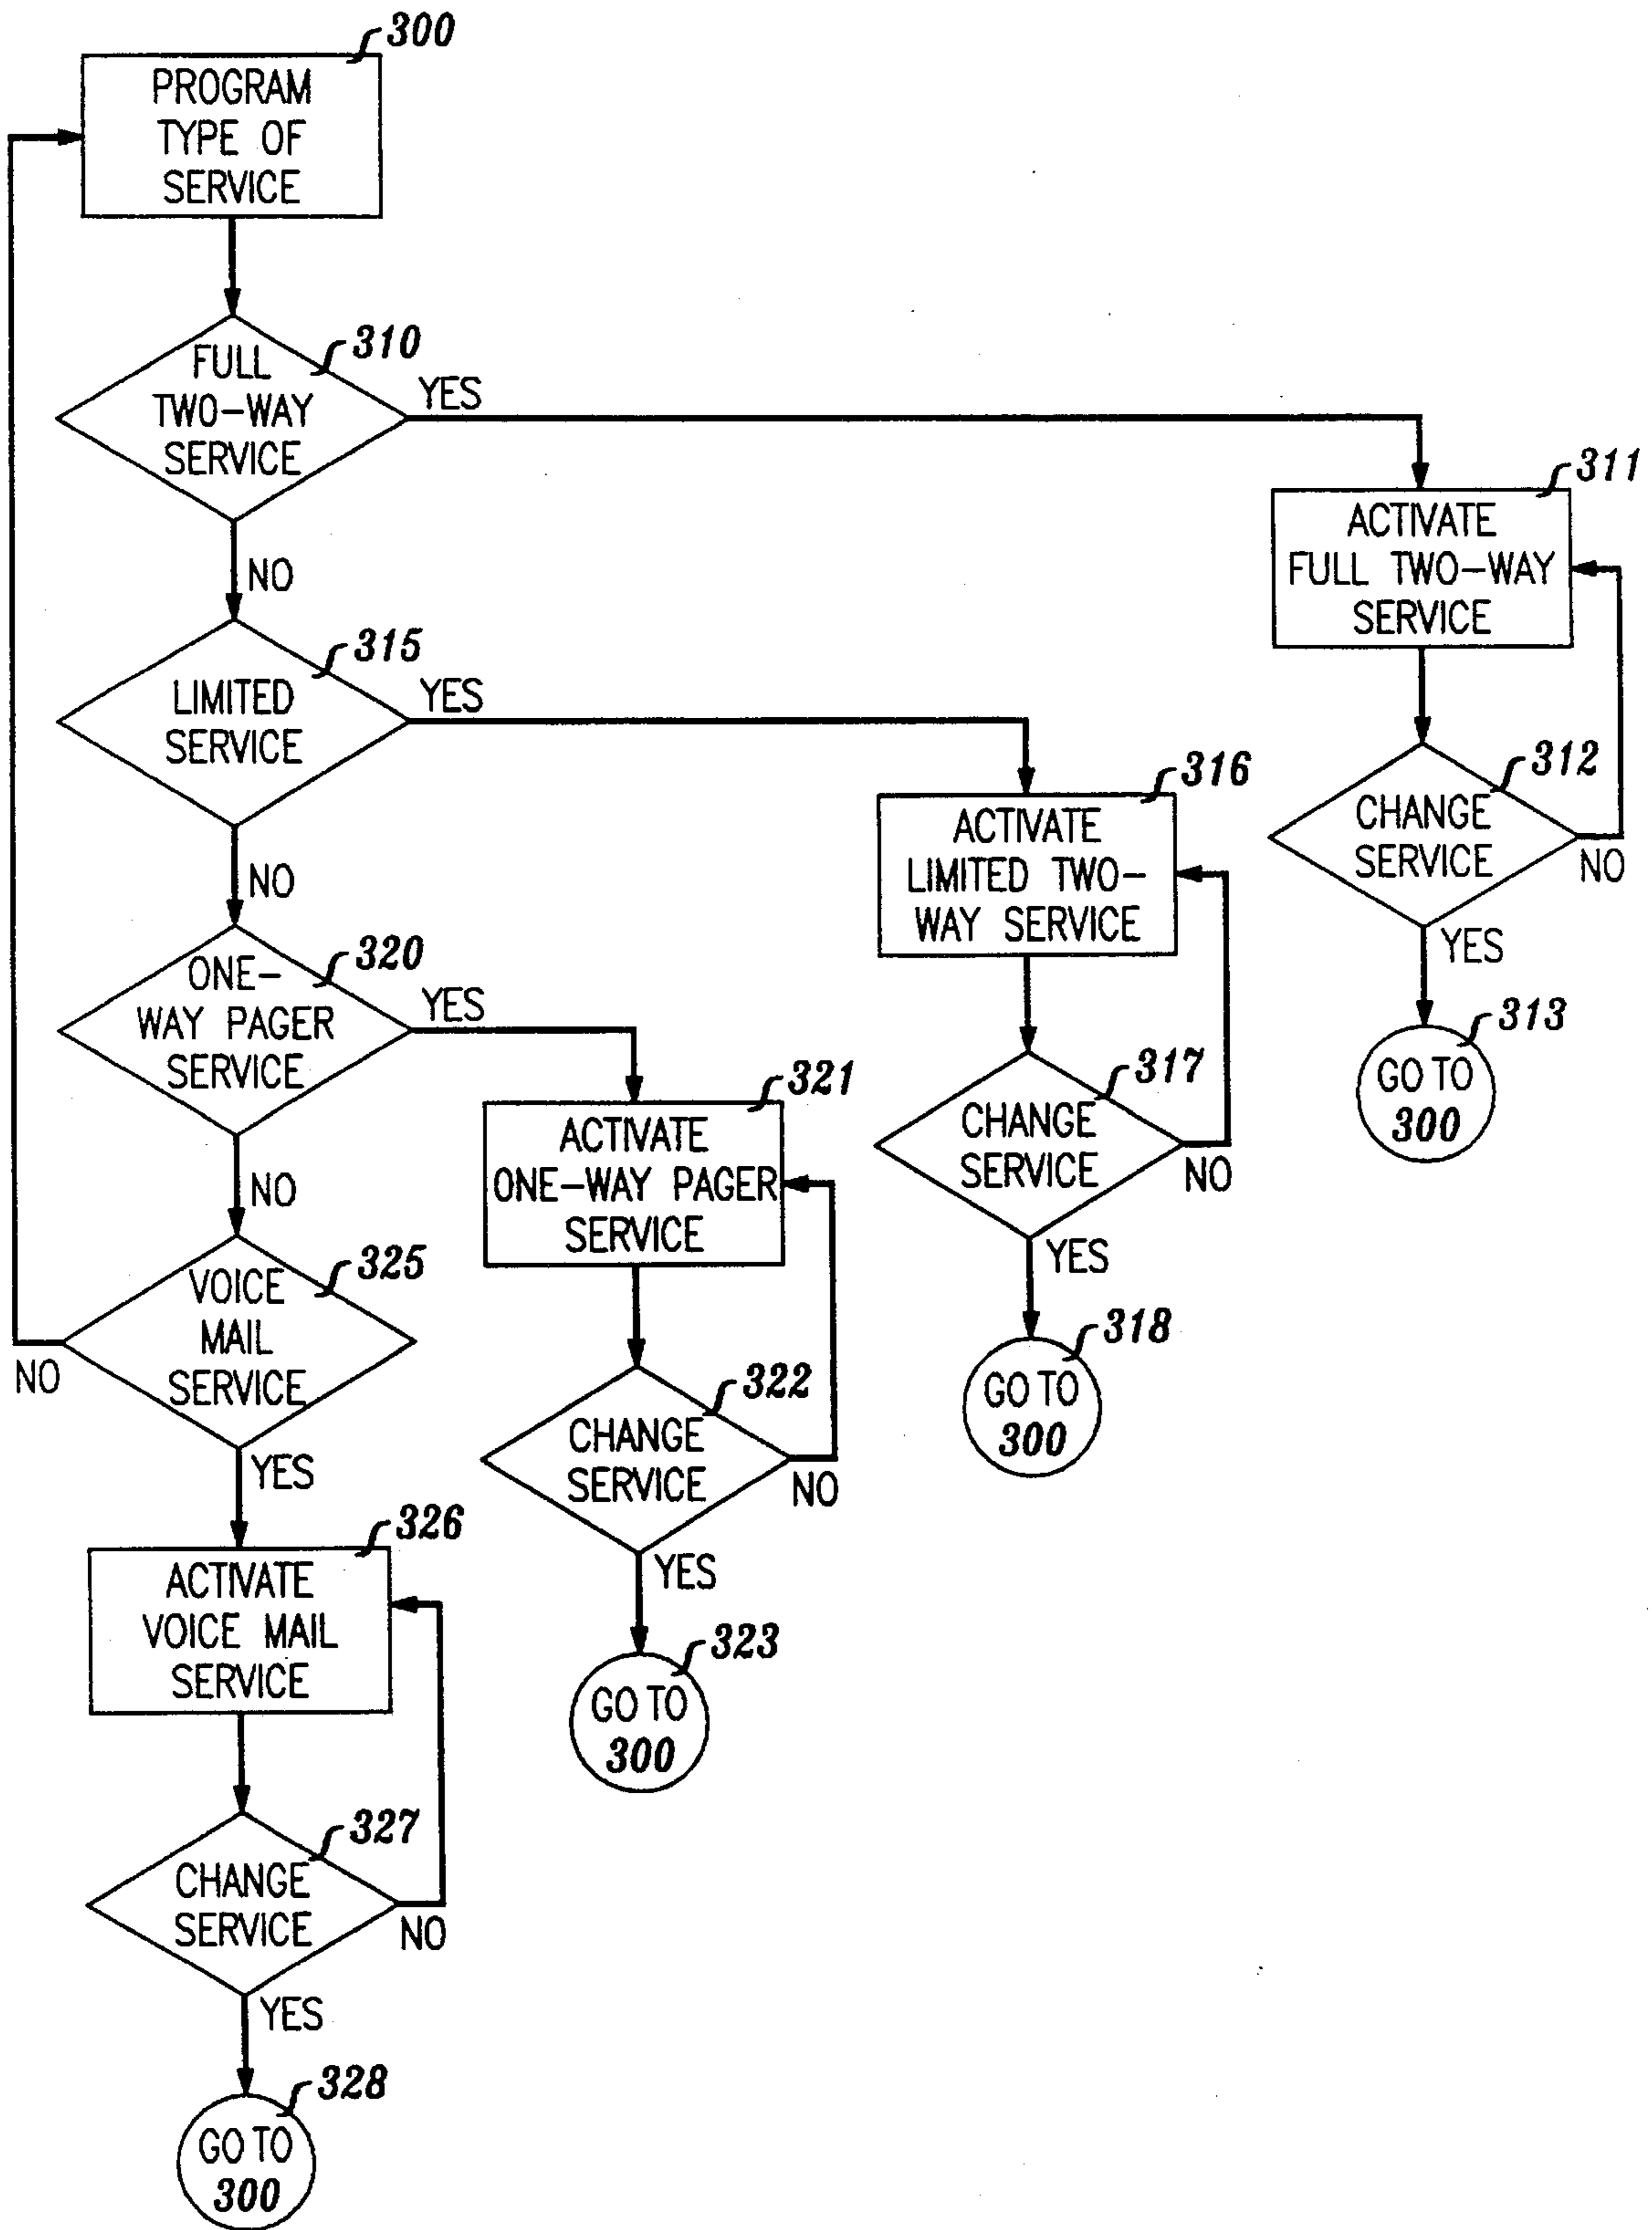 300
PROGRAM
TYPE OF
SERVICE
310
FULL
TWO-WAY
SERVICE
YES
NO
311
ACTIVATE
FULL TWO-WAY
SERVICE
312
CHANGE
SERVICE
NO
YES
313
GO TO
300
315
LIMITED
SERVICE
YES
NO
316
ACTIVATE
LIMITED TWO-
WAY SERVICE
317
CHANGE
SERVICE
NO
YES
318
GO TO
300
320
ONE-
WAY PAGER
SERVICE
YES
NO
321
ACTIVATE
ONE-WAY PAGER
SERVICE
322
CHANGE
SERVICE
NO
YES
323
GO TO
300
325
VOICE
MAIL
SERVICE
NO
YES
326
ACTIVATE
VOICE MAIL
SERVICE
327
CHANGE
SERVICE
NO
YES
328
GO TO
300